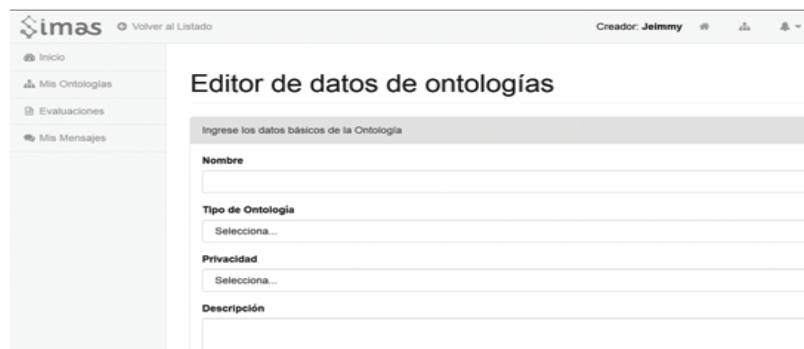 Simas Volver al Listado Creador: Jeimmy
Inicio
Mis Ontologías
Evaluaciones
Mis Mensajes
Editor de datos de ontologías
Ingrese los datos básicos de la Ontología
Nombre
Tipo de Ontología
Selecciona...
Privacidad
Selecciona...
Descripción